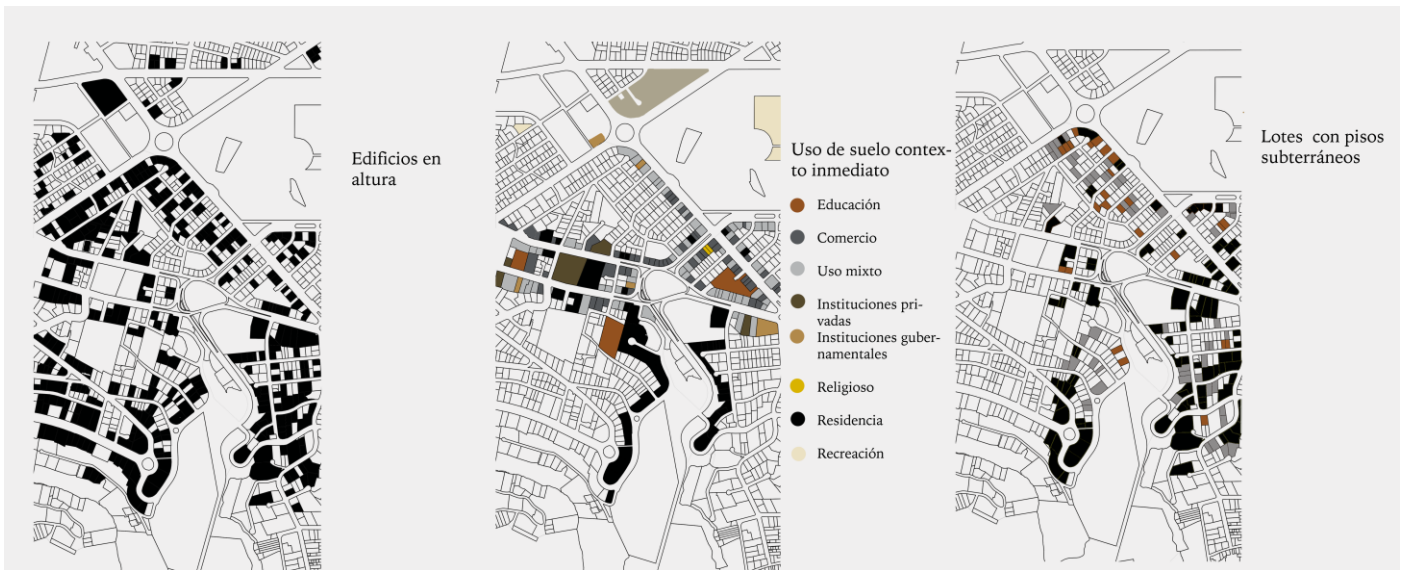 Edificios en
altura
Uso de suelo contex-
to inmediato
Educación
Comercio
Uso mixto
Instituciones pri-
vadas
Instituciones guber-
namentales
Religioso
Residencia
Recreación
Lotes con pisos
subterráneos